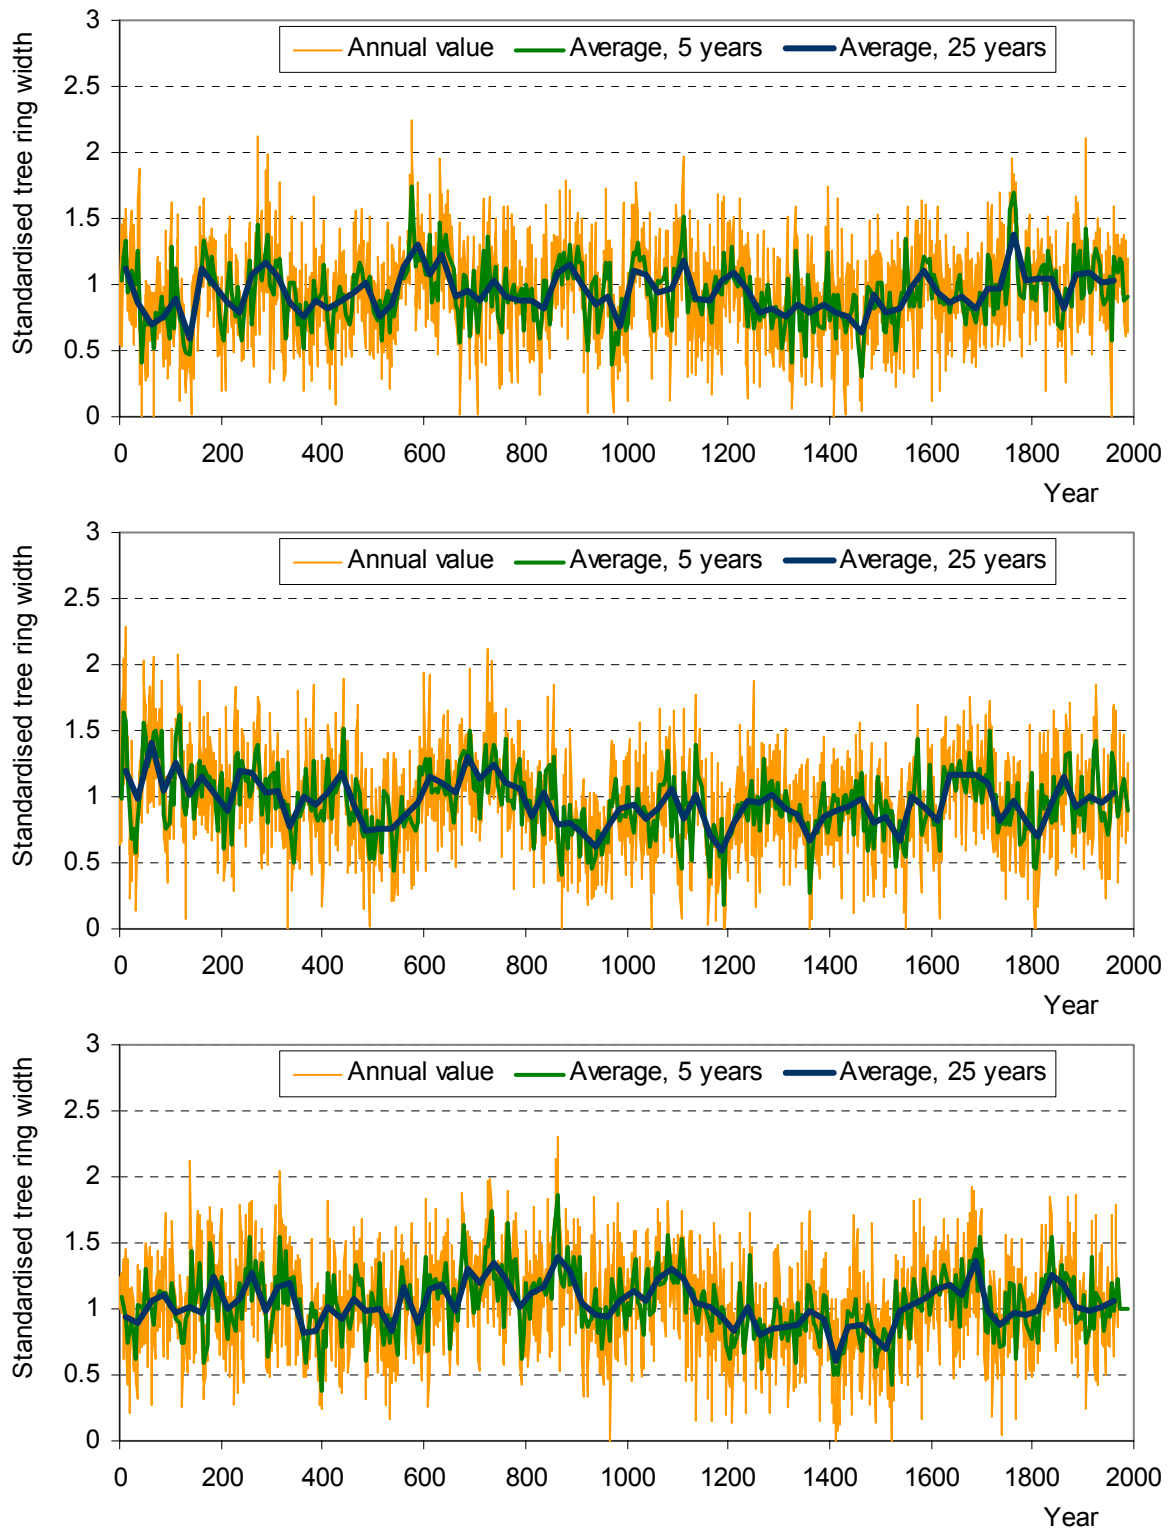 Standardised tree ring width
Annual value Average, 5 years Average, 25 years
3
2.5
2
1.5
1
0.5
0
0 200 400 600 800 1000 1200 1400 1600 1800 2000
Year
Standardised tree ring width
Annual value Average, 5 years Average, 25 years
3
2.5
2
1.5
1
0.5
0
0 200 400 600 800 1000 1200 1400 1600 1800 2000
Year
Standardised tree ring width
Annual value Average, 5 years Average, 25 years
3
2.5
2
1.5
1
0.5
0
0 200 400 600 800 1000 1200 1400 1600 1800 2000
Year